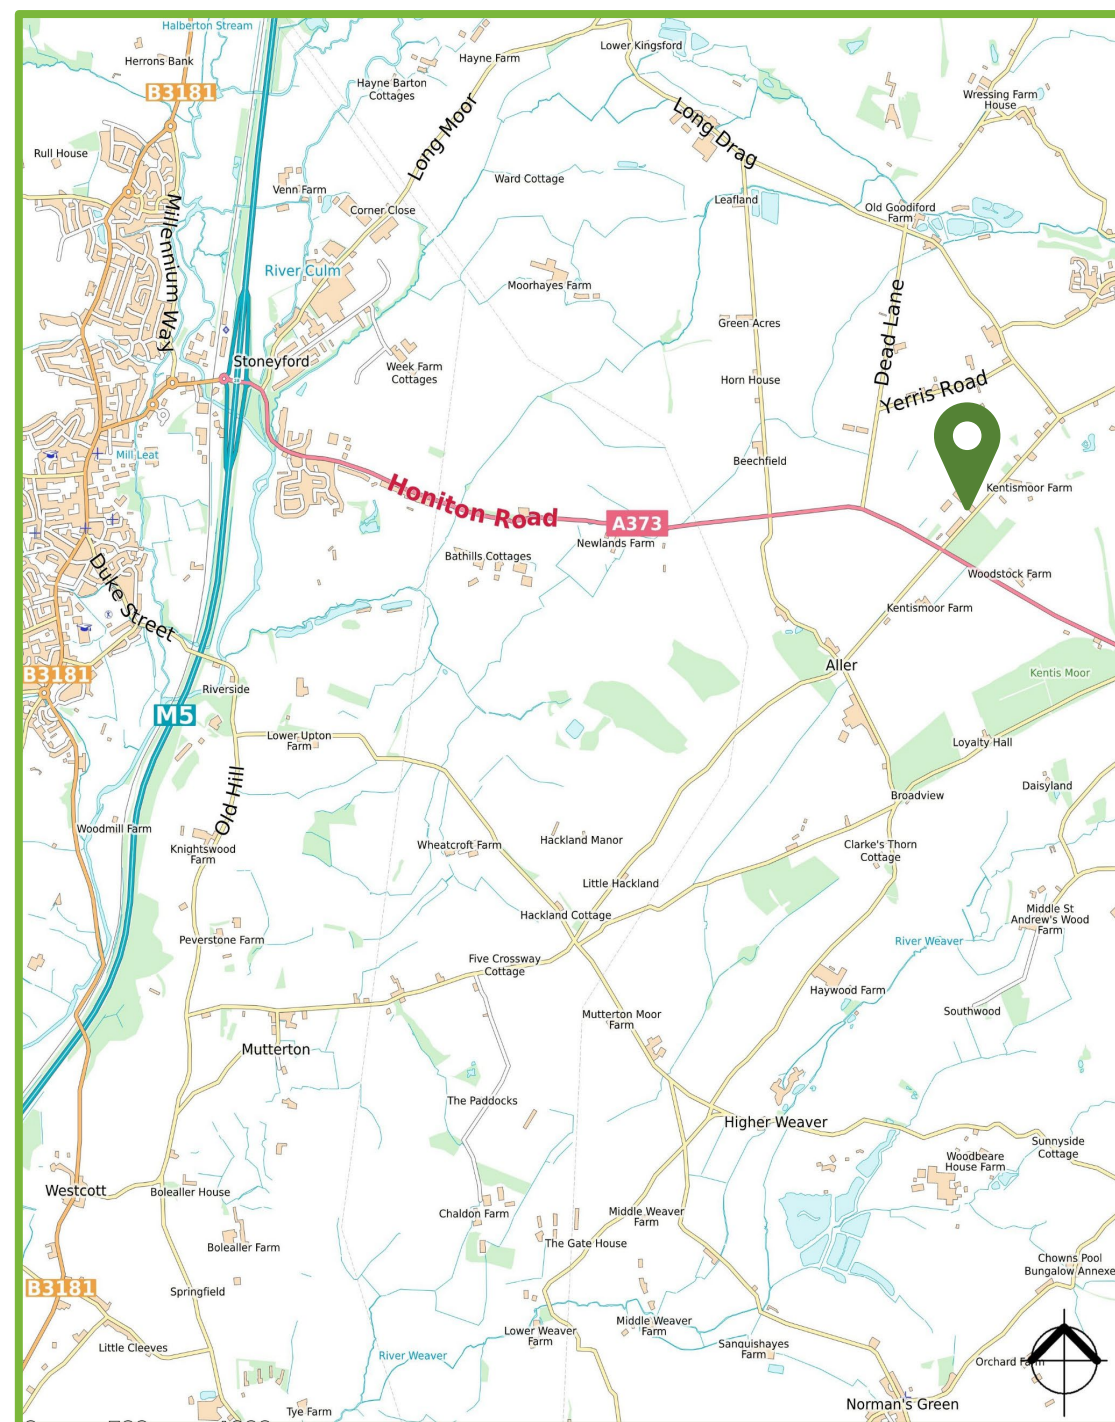 Halberton Stream
Herrons Bank
B3181
Hayne Farm
Lower Kingsford
Hayne Barton
Cottages
Long Moor
Long Drag
Wressing Farm
House
Rull House
Venn Farm
Ward Cottage
Corner Close
Leafland
Old Goodiford
Farm
Millennium Way
River Culm
Moorhayes Farm
Dead Lane
Green Acres
Stoneyford
Week Farm
Cottages
Horn House
Yerris Road
Mill Leat
Beechfield
Kentismoor Farm
Honiton Road
A373
Newlands Farm
Bathills Cottages
Duke Street
Woodstock Farm
Kentismoor Farm
Aller
B3181
Kentis Moor
Riverside
M5
Lower Upton
Farm
Loyalty Hall
Old Hill
Broadview
Daisyland
Woodmill Farm
Knightswood
Farm
Wheatcroft Farm
Hackland Manor
Clarke's Thorn
Cottage
Little Hackland
Hackland Cottage
Middle St
Andrew's Wood
Farm
Peverstone Farm
River Weaver
Five Crossway
Cottage
Haywood Farm
Mutterton Moor
Farm
Southwood
Mutterton
The Paddocks
Higher Weaver
Sunnyside
Cottage
Woodbeare
House Farm
Westcott
Bolealler House
Chaldon Farm
Middle Weaver
Farm
Bolealler Farm
The Gate House
Chowns Pool
Bungalow Annexe
B3181
Springfield
Lower Weaver
Farm
Middle Weaver
Farm
Little Cleeves
River Weaver
Sanguishayes
Farm
Orchard Farm
Tye Farm
Norman's Green